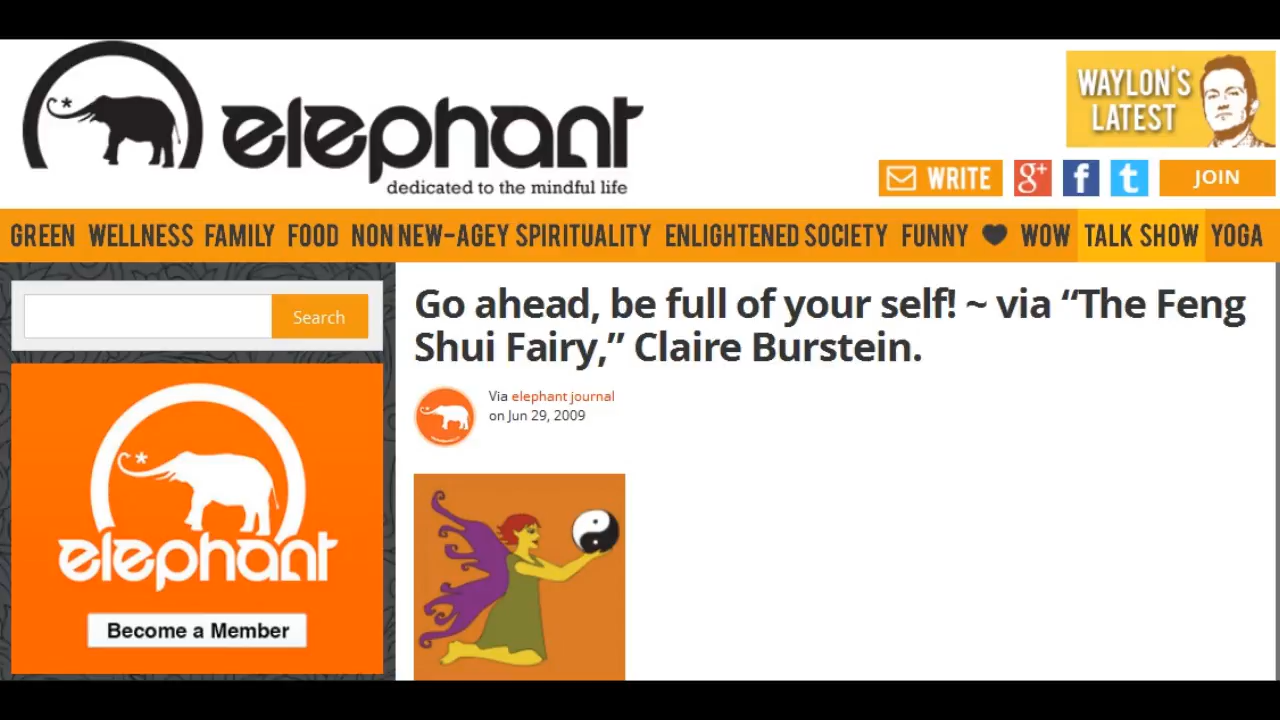 elephant
dedicated to the mindful life
WAYLON'S
LATEST
WRITE
g+
f
t
JOIN
GREEN WELLNESS FAMILY FOOD NON NEW-AGEY SPIRITUALITY ENLIGHTENED SOCIETY FUNNY WOW TALK SHOW YOGA
Search
elephant
Become a Member
Go ahead, be full of your self! ~ via “The Feng
Shui Fairy,” Claire Burstein.
Via elephant journal
on Jun 29, 2009